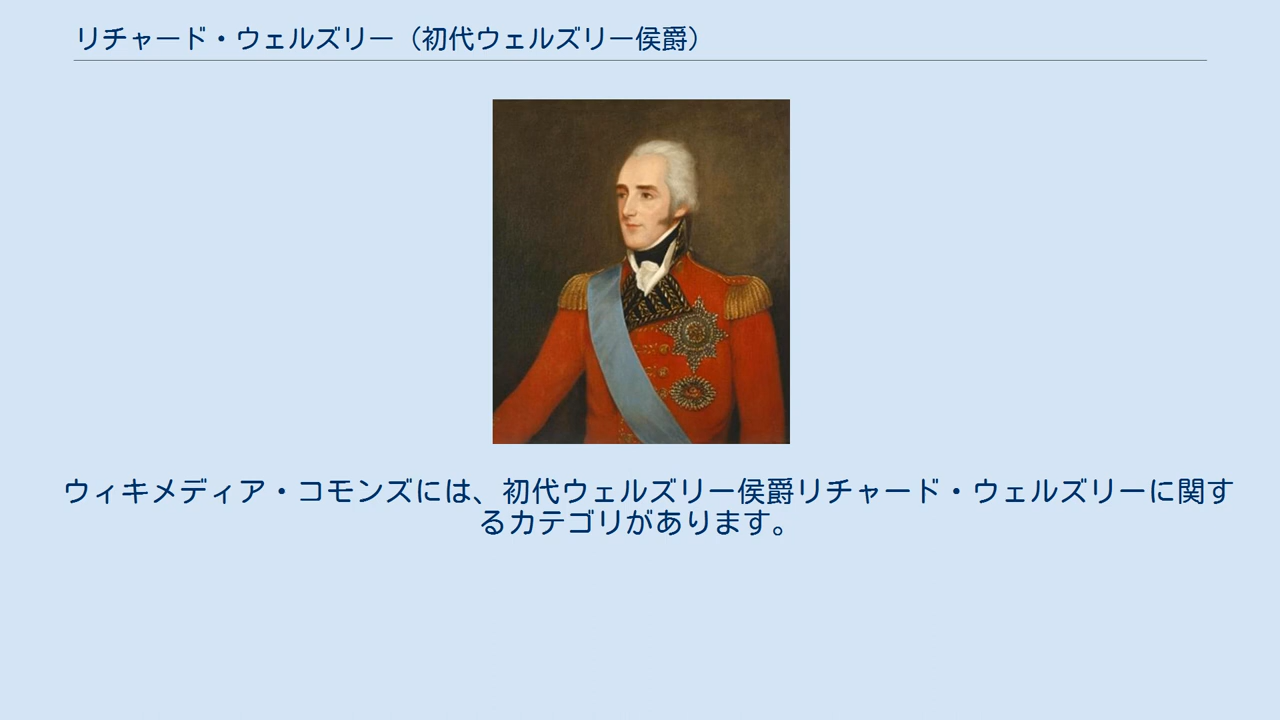 リチャード・ウェルズリー（初代ウェルズリー侯爵）
ウィキメディア・コモンズには、初代ウェルズリー侯爵リチャード・ウェルズリーに関す
るカテゴリがあります。